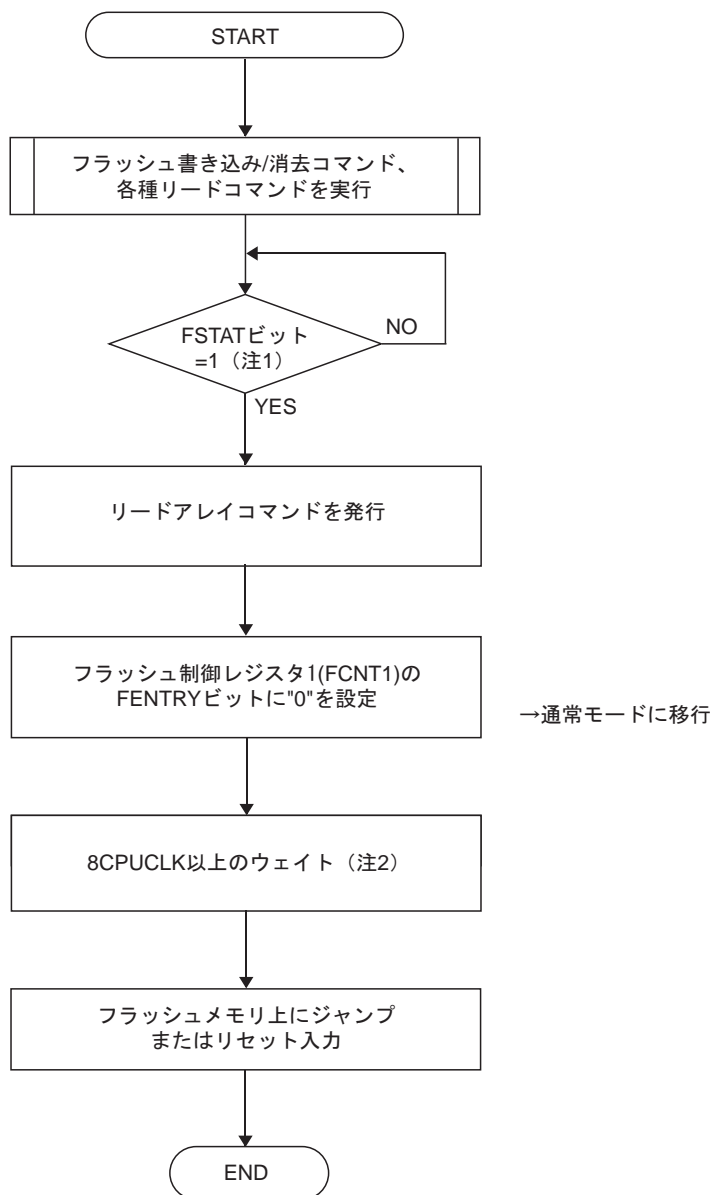 START
フラッシュ書き込み/消去コマンド、
各種リードコマンドを実行
FSTATビット
=1（注1）
NO
YES
リードアレイコマンドを発行
フラッシュ制御レジスタ1(FCNT1)の
FENTRYビットに"0"を設定
→通常モードに移行
8CPUCLK以上のウェイト（注2）
フラッシュメモリ上にジャンプ
またはリセット入力
END